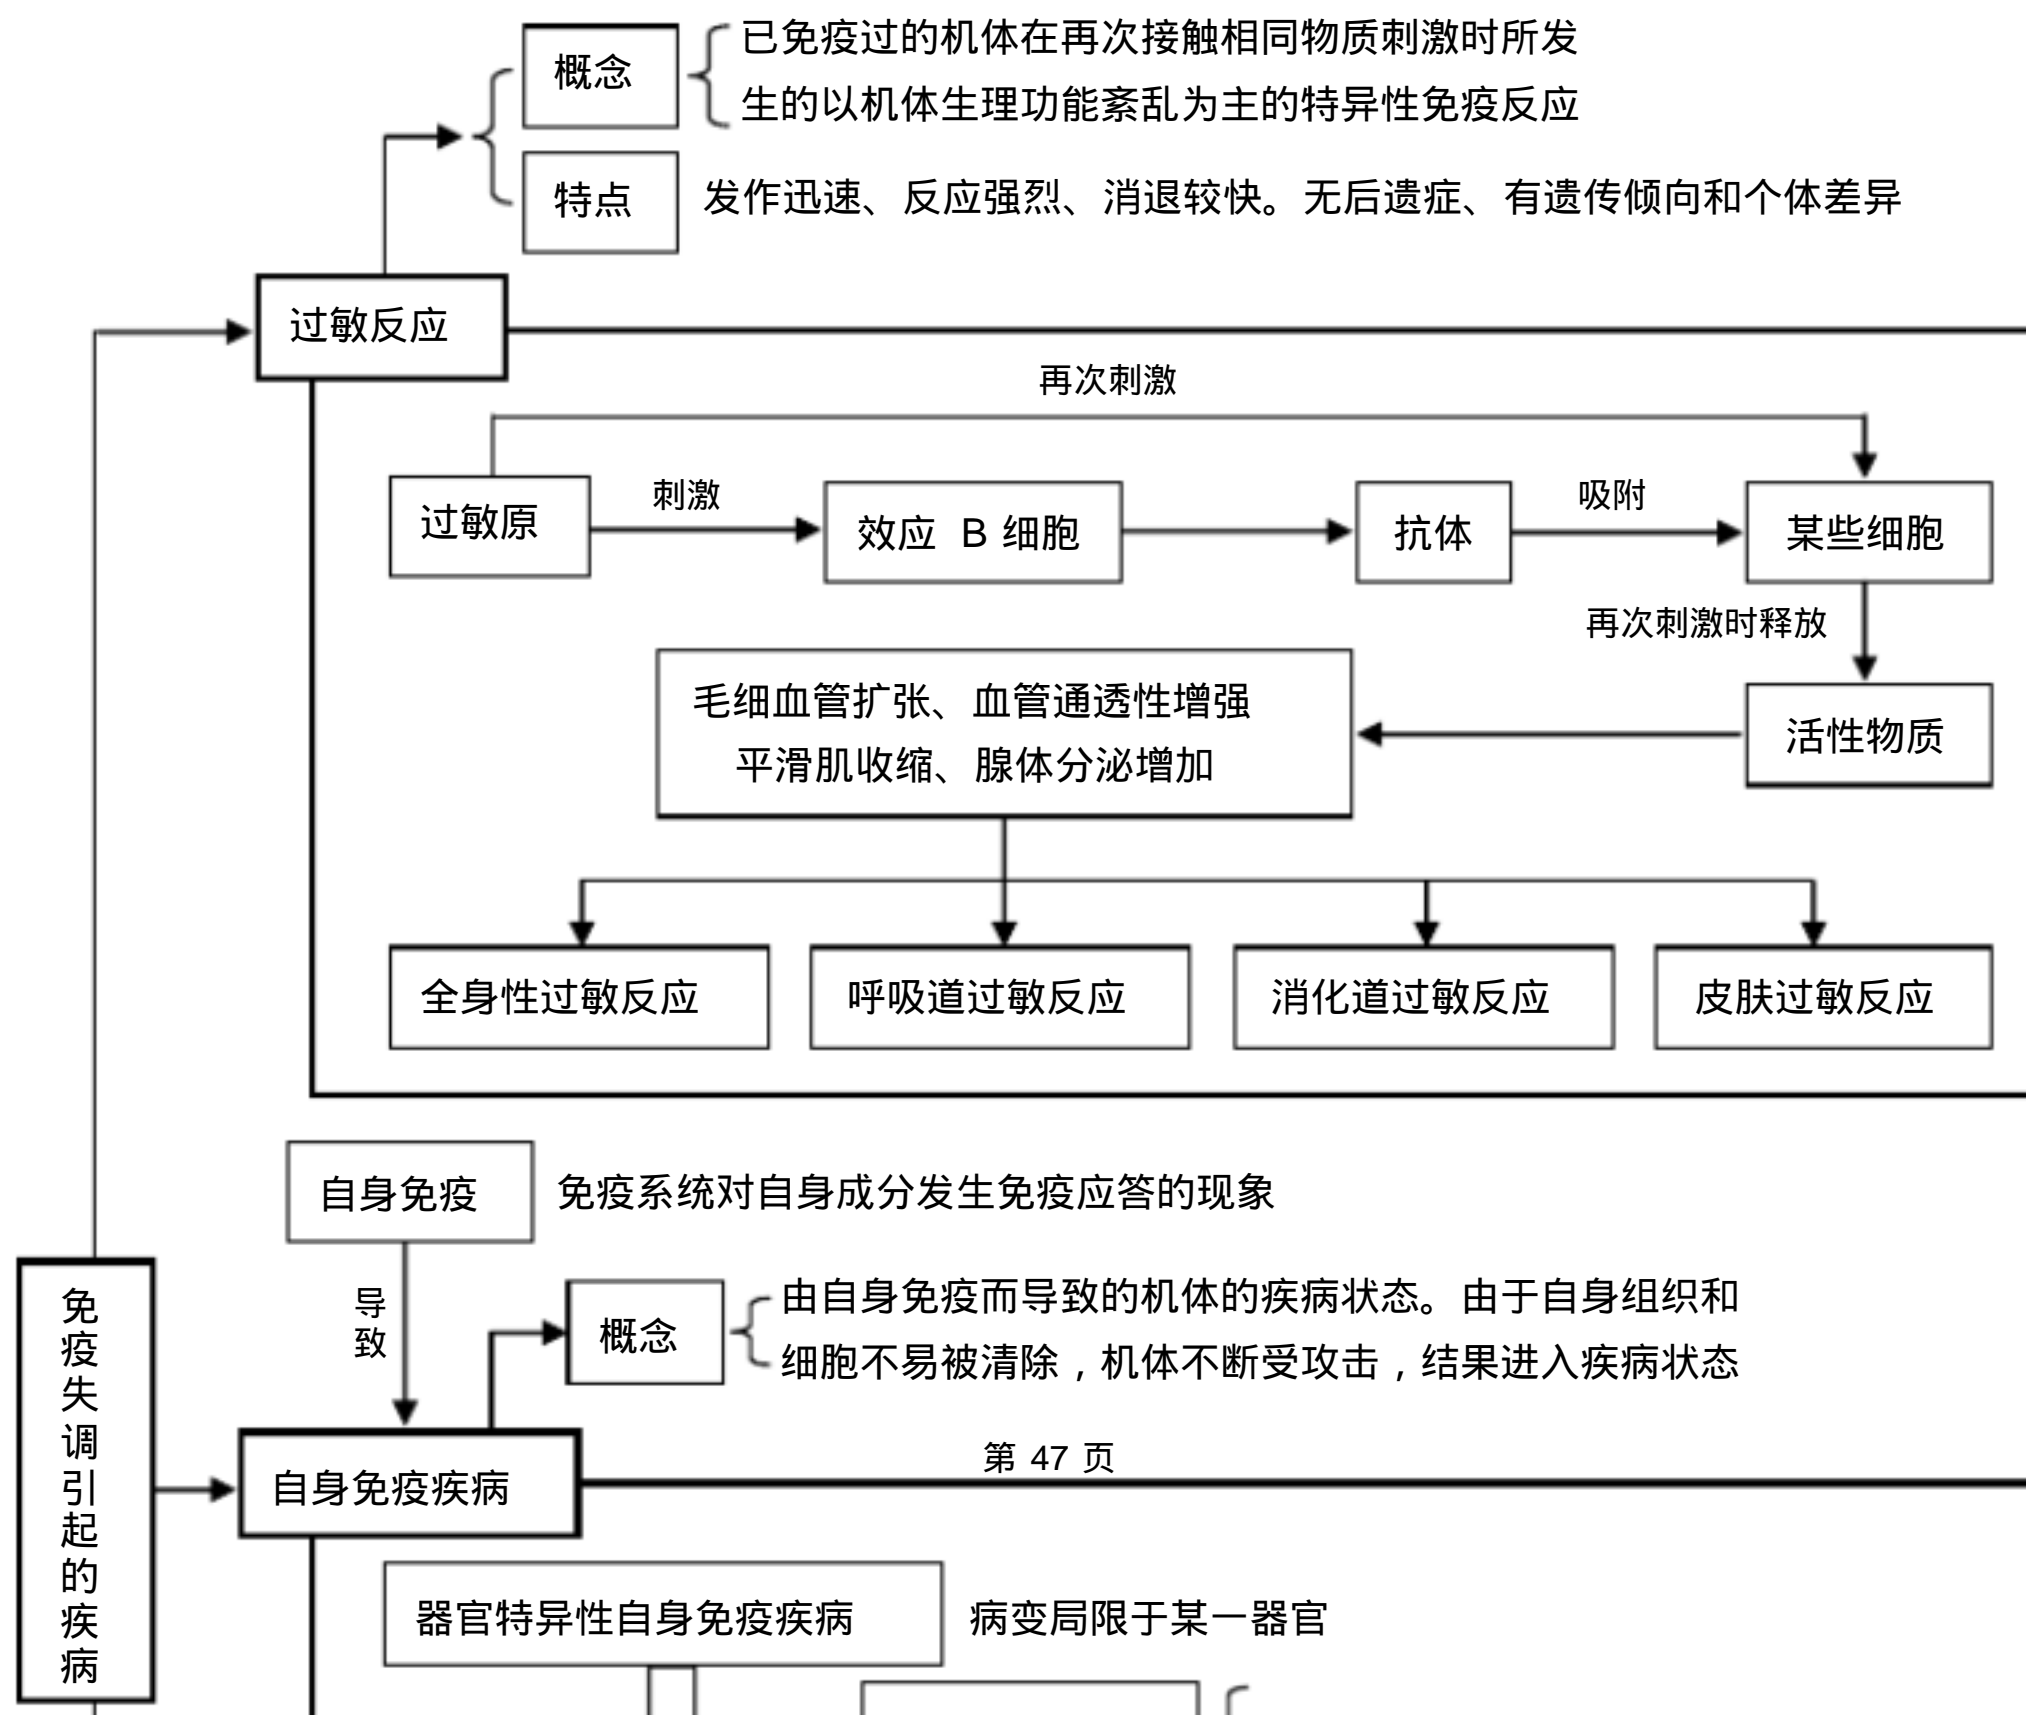 已免疫过的机体在再次接触相同物质刺激时所发
概念
生的以机体生理功能紊乱为主的特异性免疫反应
特点
发作迅速、反应强烈、消退较快。无后遗症、有遗传倾向和个体差异
过敏反应
再次刺激
过敏原
刺激
效应 B 细胞
抗体
吸附
某些细胞
再次刺激时释放
毛细血管扩张、血管通透性增强
平滑肌收缩、腺体分泌增加
活性物质
全身性过敏反应
呼吸道过敏反应
消化道过敏反应
皮肤过敏反应
自身免疫
免疫系统对自身成分发生免疫应答的现象
导致
概念
由自身免疫而导致的机体的疾病状态。由于自身组织和
细胞不易被清除，机体不断受攻击，结果进入疾病状态
免疫失调引起的疾病
自身免疫疾病
第 47 页
器官特异性自身免疫疾病
病变局限于某一器官